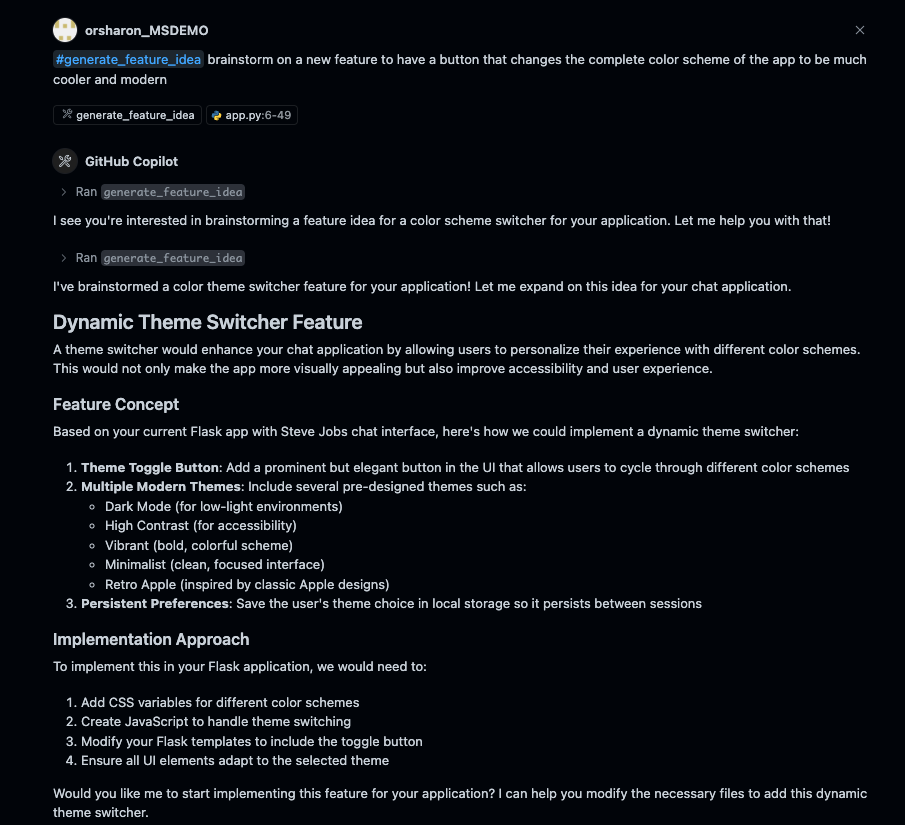 orsharon_MSDEMO
#generate_feature_idea brainstorm on a new feature to have a button that changes the complete color scheme of the app to be much
cooler and modern
generate_feature_idea app.py:6-49
GitHub Copilot
Ran generate_feature_idea
I see you're interested in brainstorming a feature idea for a color scheme switcher for your application. Let me help you with that!
Ran generate_feature_idea
I've brainstormed a color theme switcher feature for your application! Let me expand on this idea for your chat application.
Dynamic Theme Switcher Feature
A theme switcher would enhance your chat application by allowing users to personalize their experience with different color schemes.
This would not only make the app more visually appealing but also improve accessibility and user experience.
Feature Concept
Based on your current Flask app with Steve Jobs chat interface, here's how we could implement a dynamic theme switcher:
1. Theme Toggle Button: Add a prominent but elegant button in the UI that allows users to cycle through different color schemes
2. Multiple Modern Themes: Include several pre-designed themes such as:
Dark Mode (for low-light environments)
High Contrast (for accessibility)
Vibrant (bold, colorful scheme)
Minimalist (clean, focused interface)
Retro Apple (inspired by classic Apple designs)
3. Persistent Preferences: Save the user's theme choice in local storage so it persists between sessions
Implementation Approach
To implement this in your Flask application, we would need to:
1. Add CSS variables for different color schemes
2. Create JavaScript to handle theme switching
3. Modify your Flask templates to include the toggle button
4. Ensure all UI elements adapt to the selected theme
Would you like me to start implementing this feature for your application? I can help you modify the necessary files to add this dynamic
theme switcher.